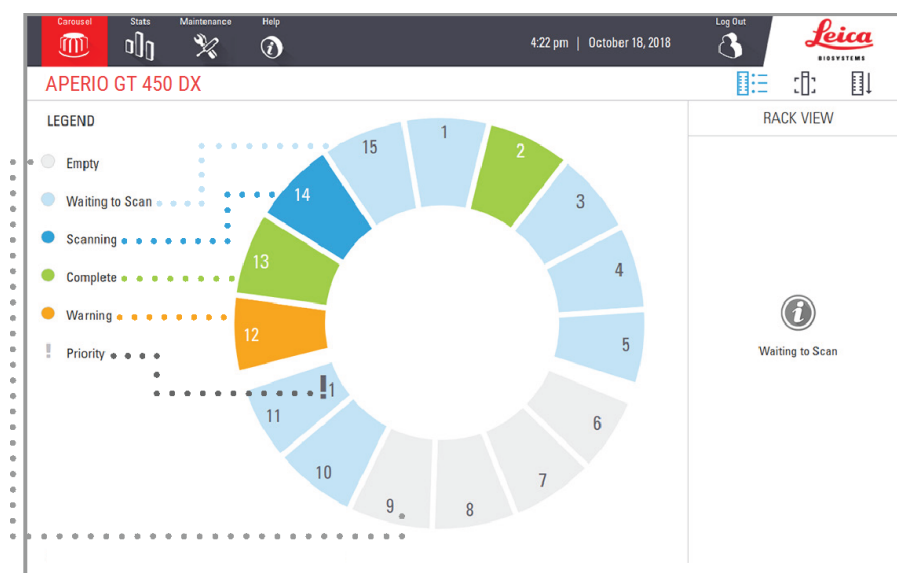 Carousel Stats Maintenance Help Log Out
4:22 pm | October 18, 2018
Leica
BIOSYSTEMS
APERIO GT 450 DX
LEGEND
Empty
Waiting to Scan
Scanning
Complete
Warning
! Priority
1
2
3
4
5
6
7
8
9
10
11
!1
12
13
14
15
RACK VIEW
i
Waiting to Scan